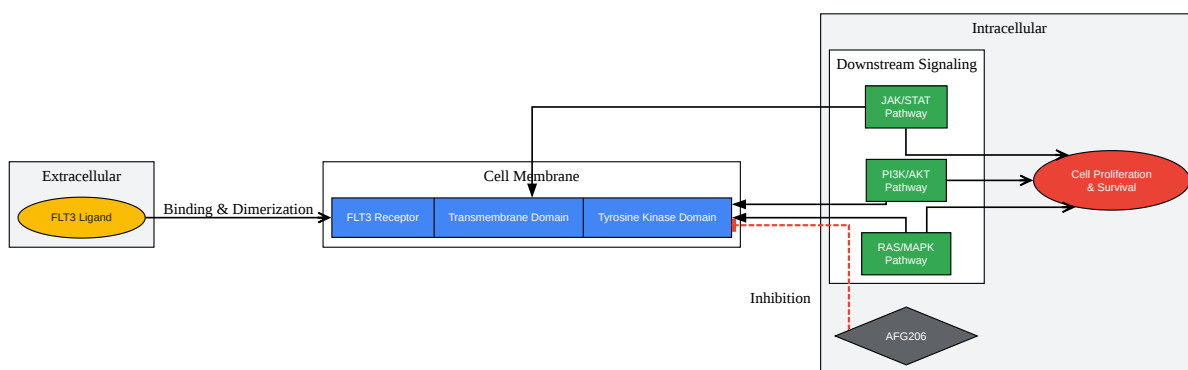 Extracellular
FLT3 Ligand
Binding & Dimerization
Cell Membrane
FLT3 Receptor
Transmembrane Domain
Tyrosine Kinase Domain
Inhibition
Intracellular
Downstream Signaling
JAK/STAT
Pathway
PI3K/AKT
Pathway
RAS/MAPK
Pathway
Cell Proliferation
& Survival
AFG206